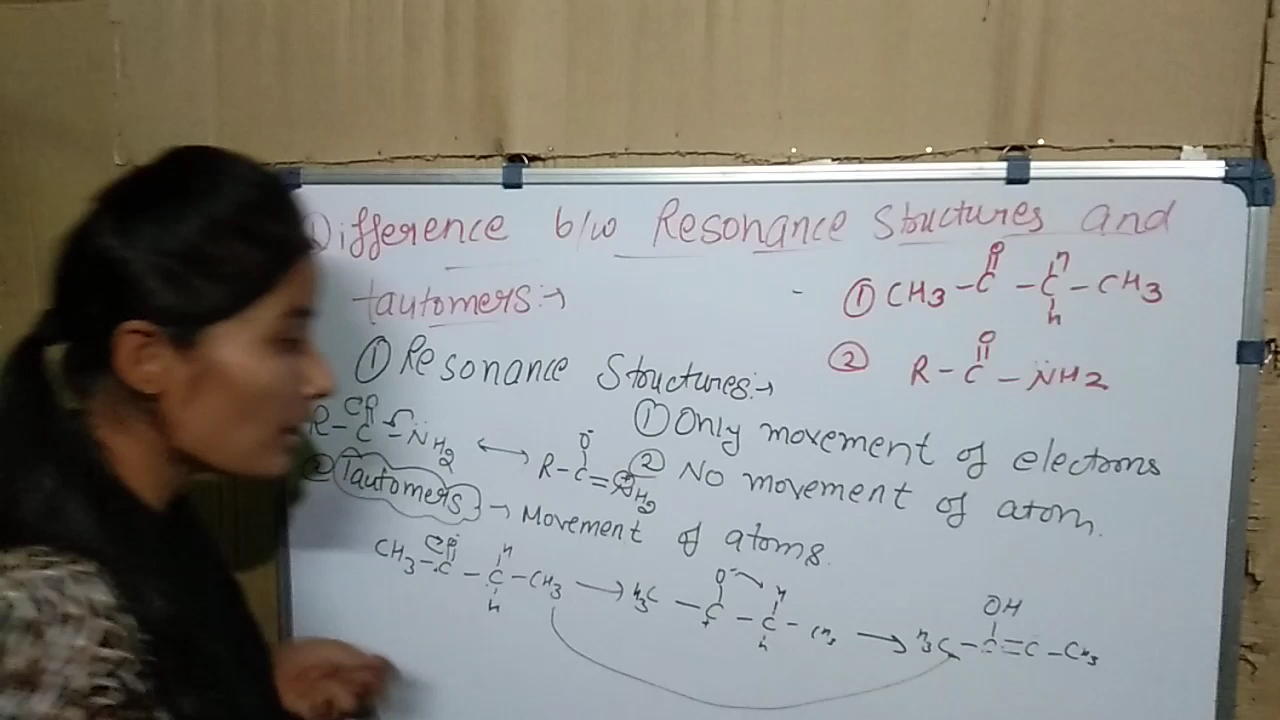 Difference b/w Resonance Structures and
tautomers:→
① CH3-C-C-CH3
O H
H
② R-C-NH2
O
① Resonance Structures:→
① Only movement of electrons
R-C-NH2 ↔ R-C=NH2
O O-
⊕
② No movement of atom.
② Tautomers → Movement of atoms.
CH3-C-C-CH3 → H3C-C-C-CH3 → H3C-C=C-CH3
O H O- H OH
H + H